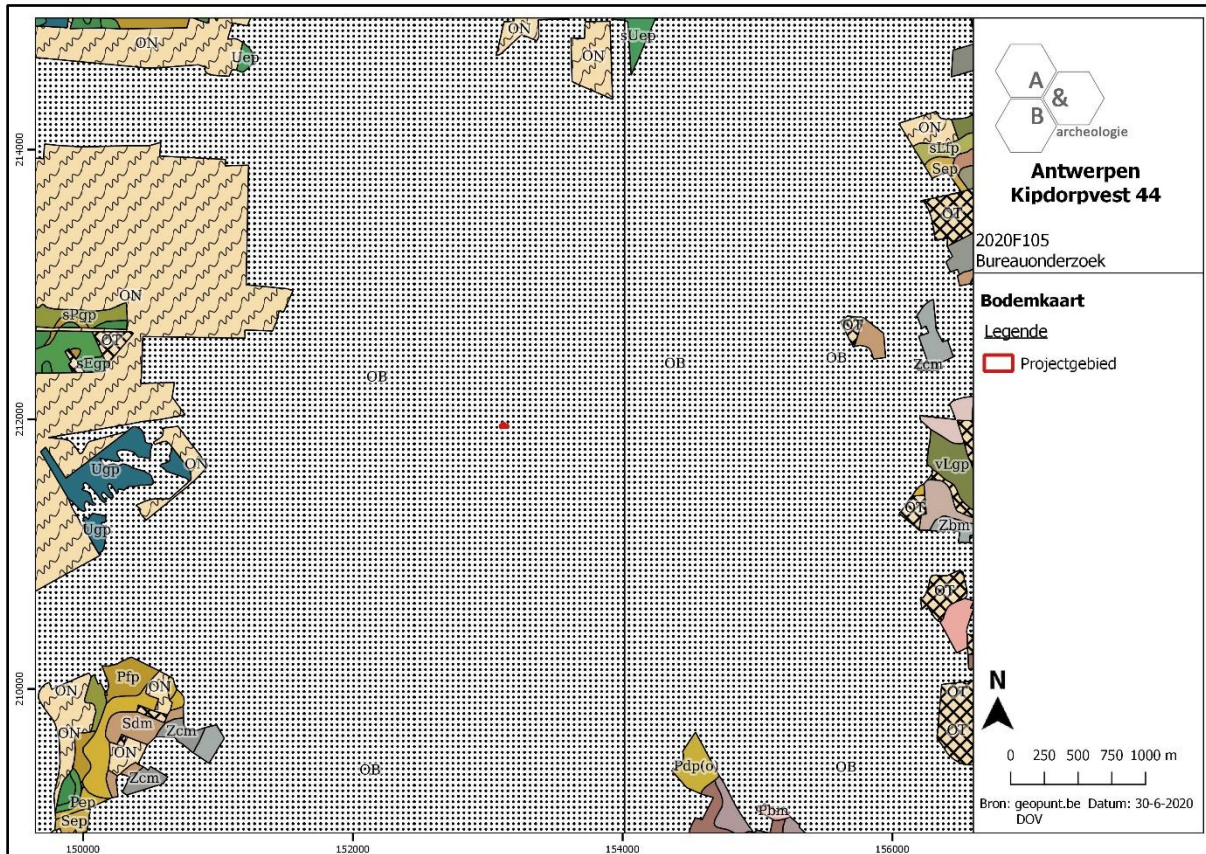 ON
Uep
ON
ON
sUep
ON
sLfp
Sep
OT
214000
ON
sPgp
OT
sEgp
OB
OB
OT
OB
Zcm
212000
Ugp
ON
Ugp
vLgp
OT
Zbm
OT
210000
ON
Pfp
ON
ON
Sdm
Zcm
ON
Zcm
Pep
Sep
OB
Pdp(o)
OB
Pbm
OT
OT
150000
152000
154000
156000
A
&
B
archeologie
Antwerpen
Kipdorpvest 44
2020F105
Bureauonderzoek
Bodemkaart
Legende
Projectgebied
N
0 250 500 750 1000 m
Bron: geopunt.be Datum: 30-6-2020
DOV